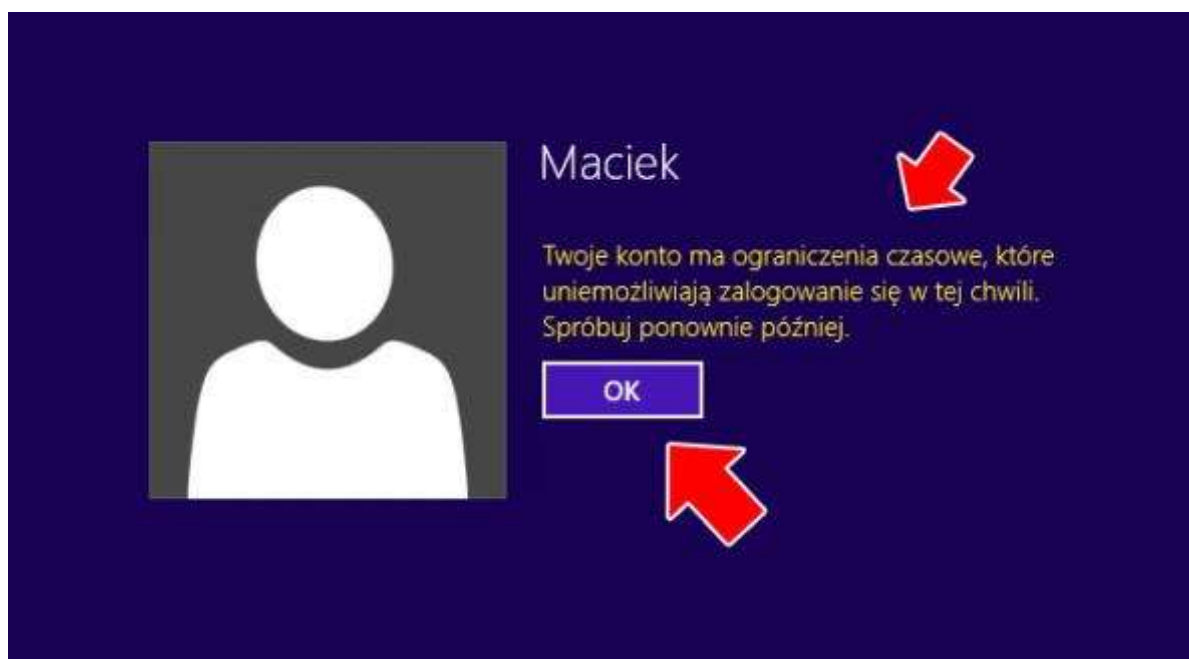 Maciek
Twoje konto ma ograniczenia czasowe, które
uniemożliwiają zalogowanie się w tej chwili.
Spróbuj ponownie później.
OK